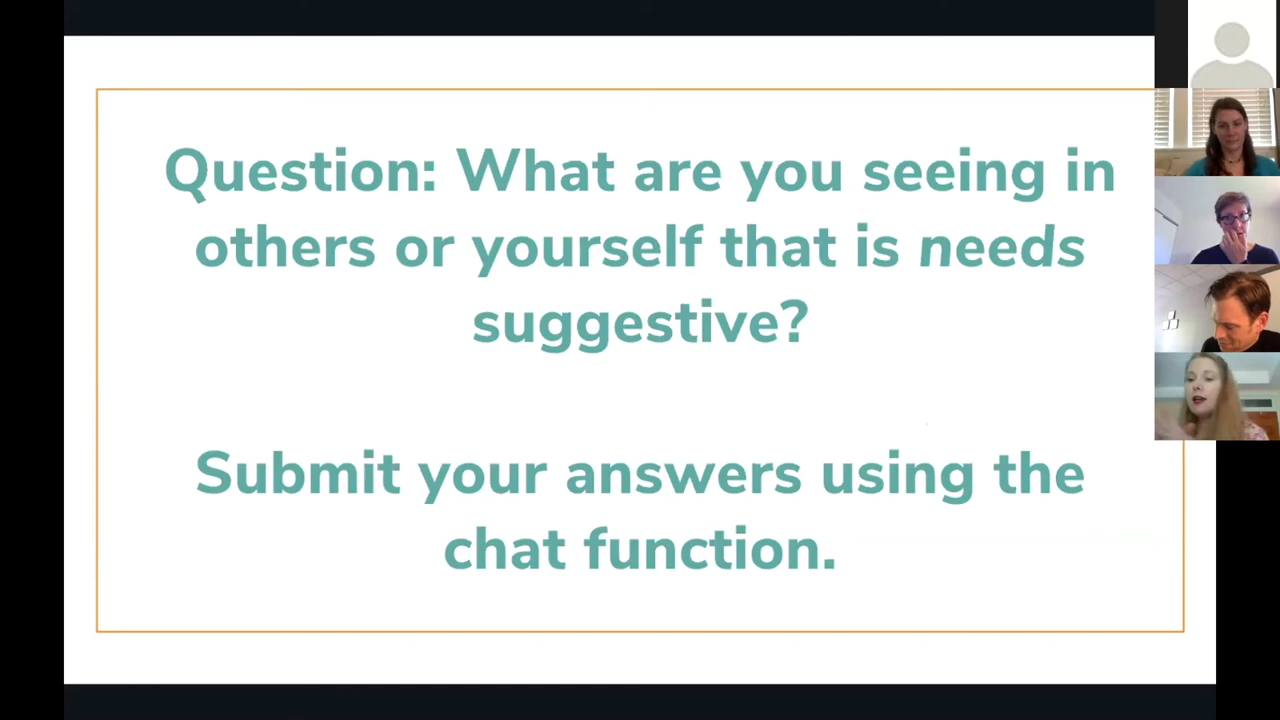 Question: What are you seeing in
others or yourself that is needs
suggestive?
Submit your answers using the
chat function.